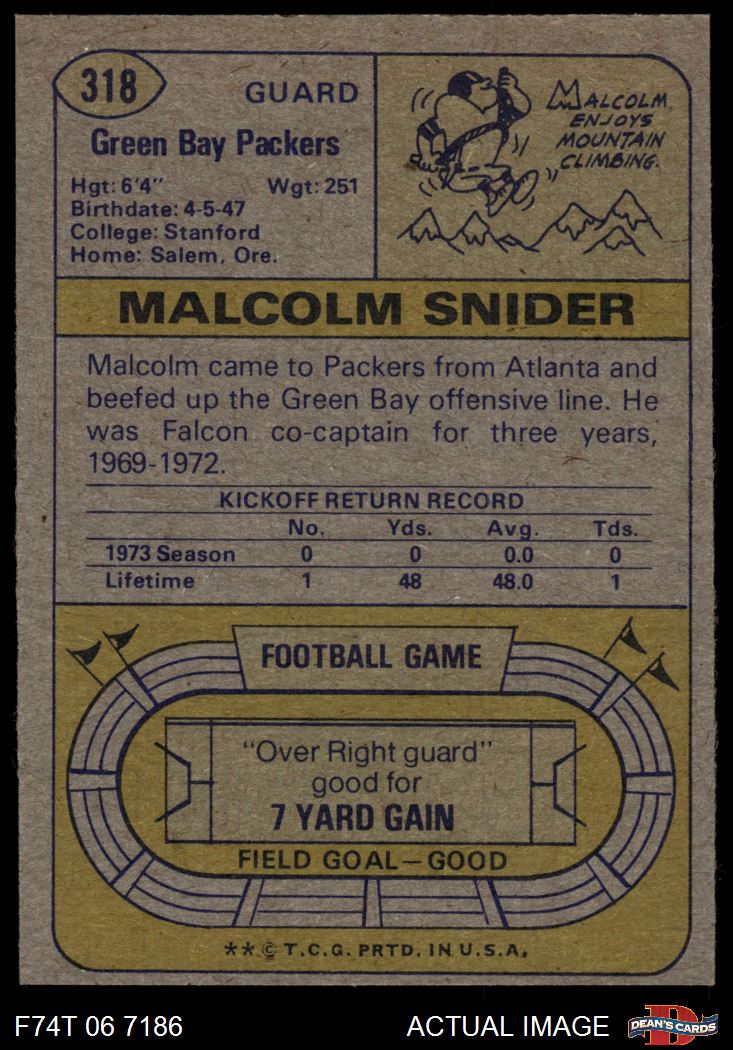 318
GUARD
Green Bay Packers
Hgt: 6'4" Wgt: 251
Birthdate: 4-5-47
College: Stanford
Home: Salem, Ore.
MALCOLM
ENJOYS
MOUNTAIN
CLIMBING.
MALCOLM SNIDER
Malcolm came to Packers from Atlanta and
beefed up the Green Bay offensive line. He
was Falcon co-captain for three years,
1969-1972.
KICKOFF RETURN RECORD
No. Yds. Avg. Tds.
1973 Season 0 0 0.0 0
Lifetime 1 48 48.0 1
FOOTBALL GAME
"Over Right guard"
good for
7 YARD GAIN
FIELD GOAL—GOOD
** © T.C.G. PRTD. IN U.S.A.
F74T 06 7186 ACTUAL IMAGE
DEAN'S CARDS